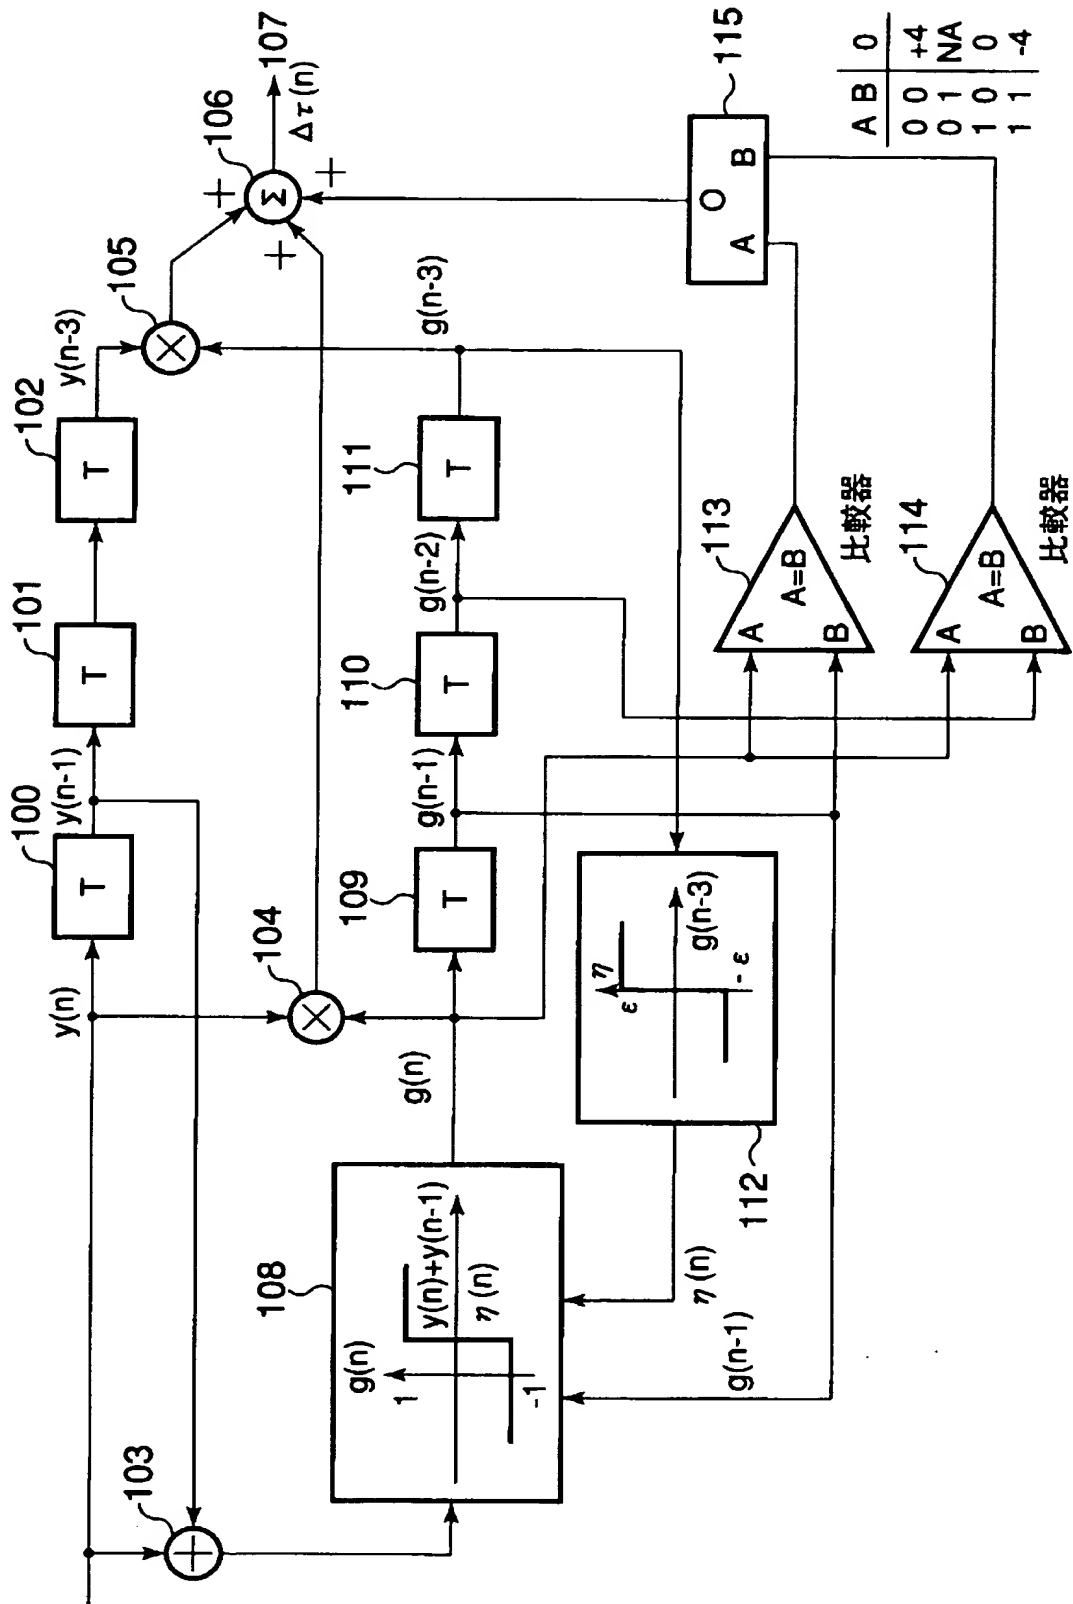 y(n)
100
T
y(n-1)
101
T
102
T
y(n-3)
105
106
Σ
107
Δτ(n)
+
+
+
103
104
g(n)
109
T
g(n-1)
110
T
g(n-2)
111
T
g(n-3)
108
g(n)
1
-1
y(n)+y(n-1)
η(n)
112
η
ε
-ε
g(n-3)
η(n)
g(n-1)
113
A
B
A=B
比較器
114
A
B
A=B
比較器
115
A
O
B
A B 0
0 0 +4
0 1 NA
1 0 0
1 1 -4